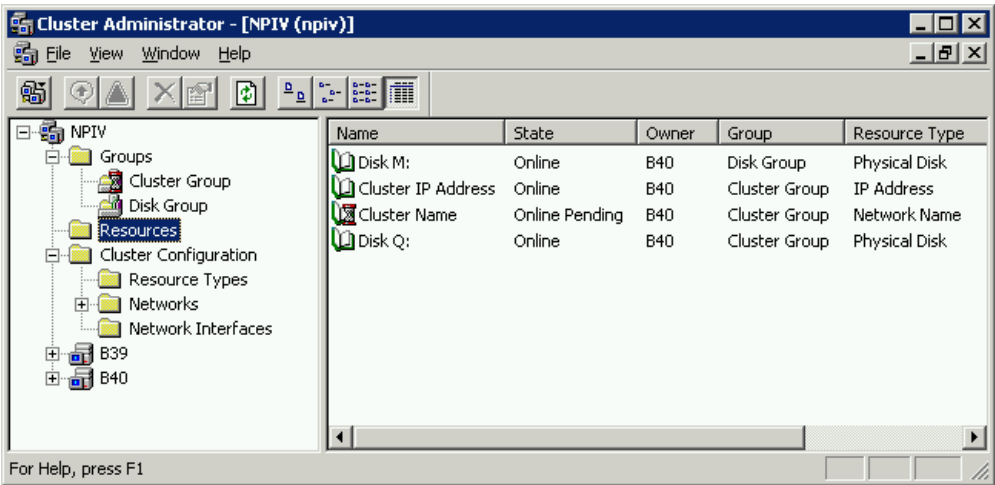 Cluster Administrator - [NPIV (npiv)]
File View Window Help
NPIV
Groups
Cluster Group
Disk Group
Resources
Cluster Configuration
Resource Types
Networks
Network Interfaces
B39
B40
Name State Owner Group Resource Type
Disk M: Online B40 Disk Group Physical Disk
Cluster IP Address Online B40 Cluster Group IP Address
Cluster Name Online Pending B40 Cluster Group Network Name
Disk Q: Online B40 Cluster Group Physical Disk
For Help, press F1